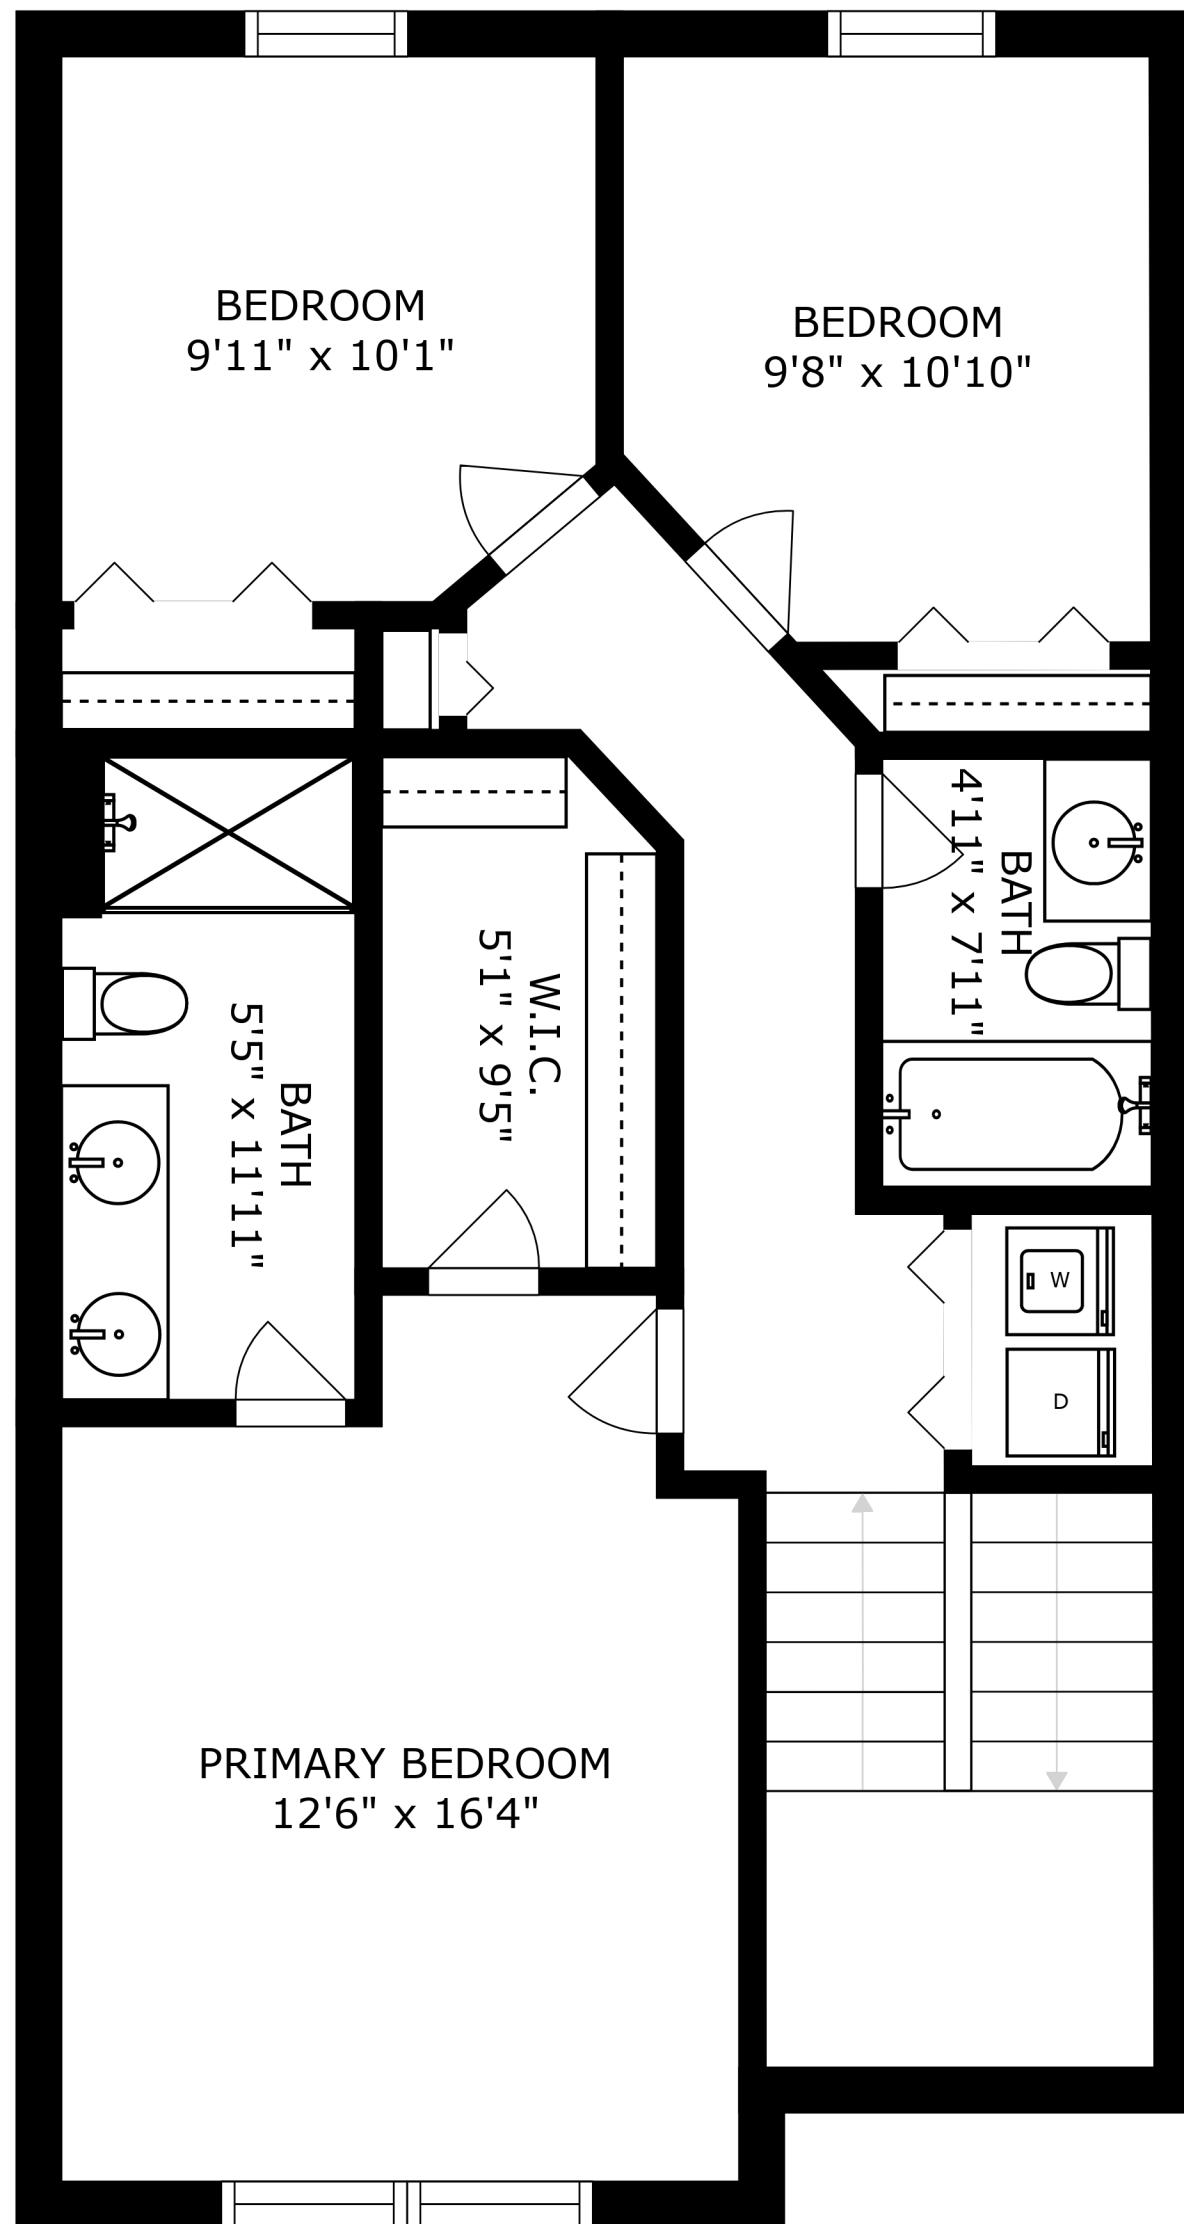 BEDROOM
9'11" x 10'1"
BEDROOM
9'8" x 10'10"
BATH
4'11" x 7'11"
W.I.C.
5'1" x 9'5"
BATH
5'5" x 11'11"
W
D
PRIMARY BEDROOM
12'6" x 16'4"